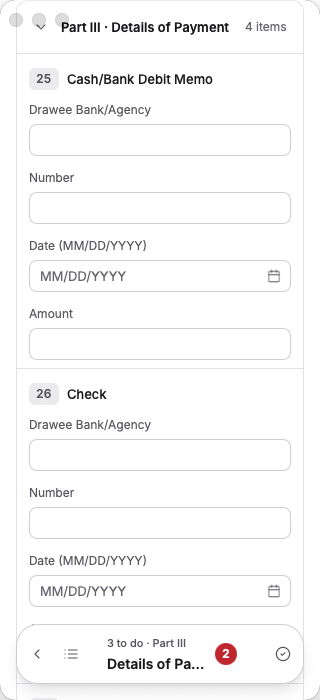 Part III · Details of Payment 4 items
25 Cash/Bank Debit Memo
Drawee Bank/Agency
Number
Date (MM/DD/YYYY)
MM/DD/YYYY
Amount
26 Check
Drawee Bank/Agency
Number
Date (MM/DD/YYYY)
MM/DD/YYYY
3 to do · Part III
Details of Pa... 2